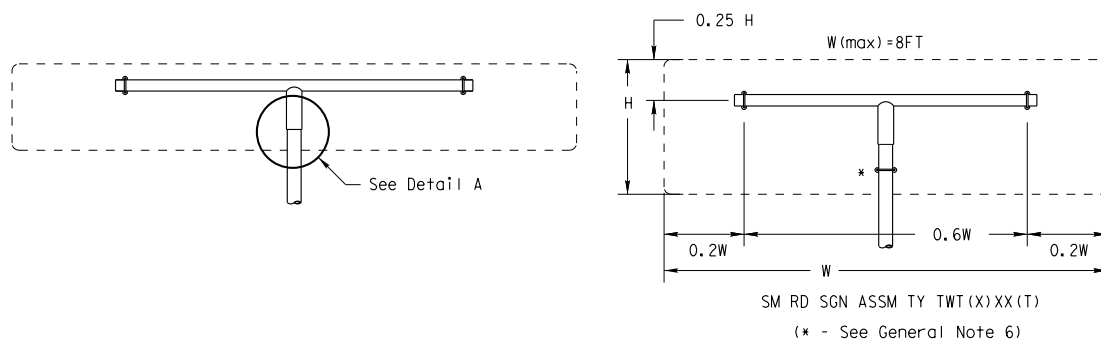 0.25 H
W(max)=8FT
H
*
See Detail A
0.2W
0.6W
0.2W
W
SM RD SGN ASSM TY TWT(X)XX(T)
(* - See General Note 6)